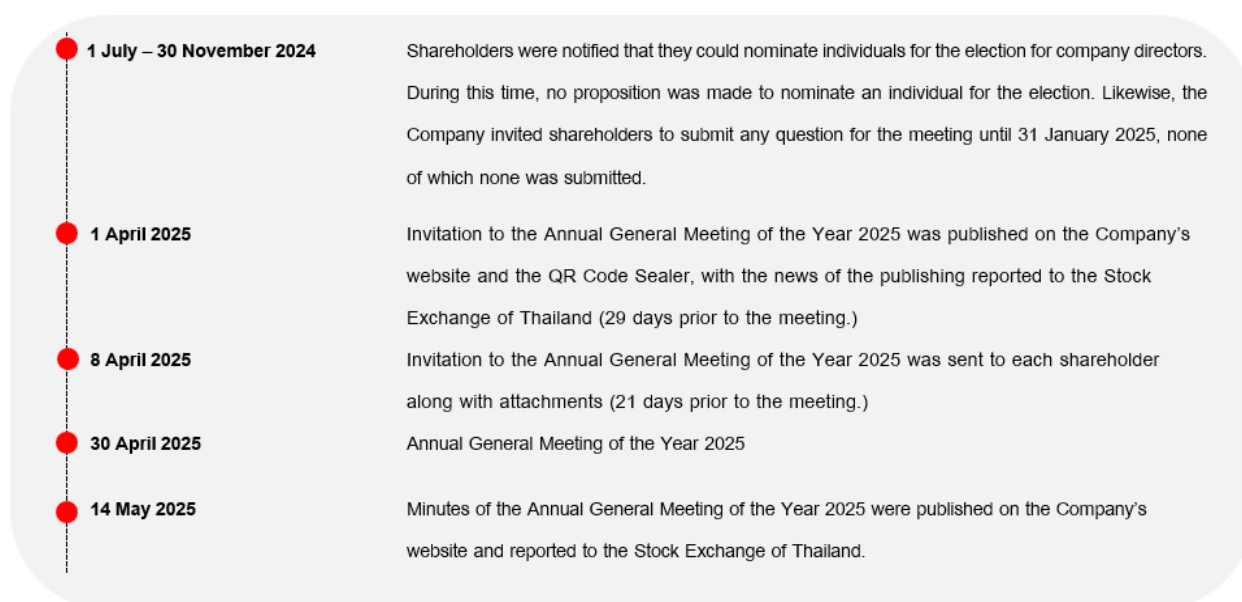 1 July – 30 November 2024
Shareholders were notified that they could nominate individuals for the election for company directors.
During this time, no proposition was made to nominate an individual for the election. Likewise, the
Company invited shareholders to submit any question for the meeting until 31 January 2025, none
of which none was submitted.
1 April 2025
Invitation to the Annual General Meeting of the Year 2025 was published on the Company's
website and the QR Code Sealer, with the news of the publishing reported to the Stock
Exchange of Thailand (29 days prior to the meeting.)
8 April 2025
Invitation to the Annual General Meeting of the Year 2025 was sent to each shareholder
along with attachments (21 days prior to the meeting.)
30 April 2025
Annual General Meeting of the Year 2025
14 May 2025
Minutes of the Annual General Meeting of the Year 2025 were published on the Company's
website and reported to the Stock Exchange of Thailand.